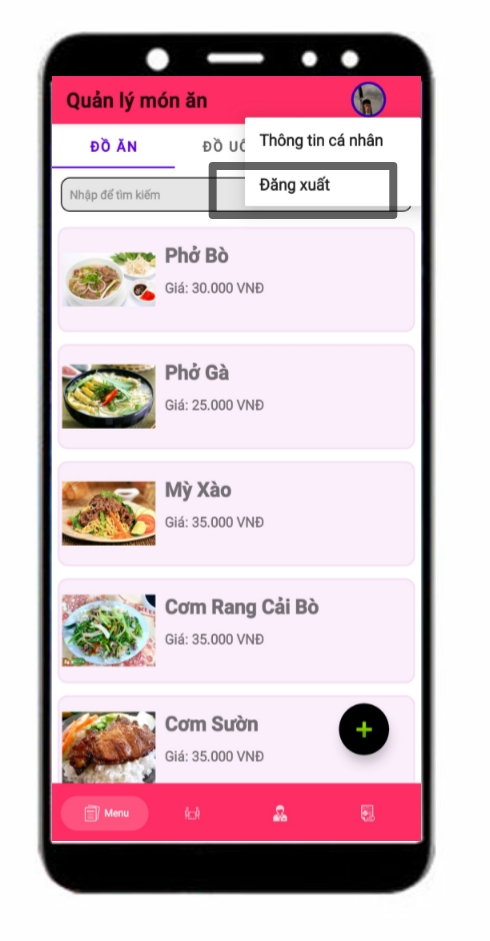 Quản lý món ăn
Thông tin cá nhân
Đăng xuất
ĐỒ ĂN
ĐỒ UỐ
Nhập để tìm kiếm
Phở Bò
Giá: 30.000 VNĐ
Phở Gà
Giá: 25.000 VNĐ
Mỳ Xào
Giá: 35.000 VNĐ
Cơm Rang Cải Bò
Giá: 35.000 VNĐ
Cơm Sườn
Giá: 35.000 VNĐ
Menu